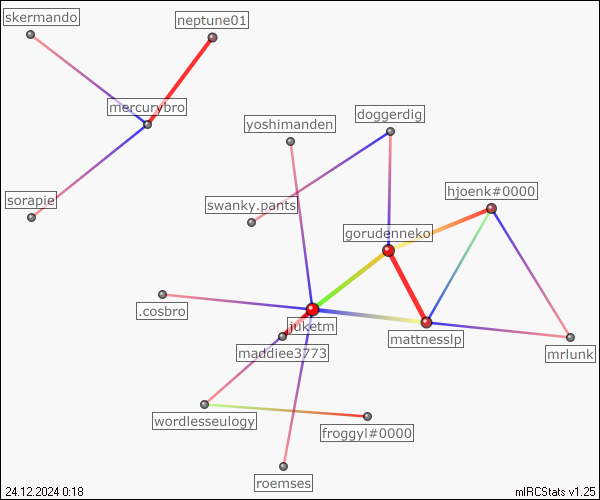 skermando
neptune01
mercurybro
yoshimanden
doggerdig
hjoenk#0000
sorapie
swanky.pants
gorudenneko
.cosbro
juketm
mattnesslp
maddiee3773
mrlunk
wordlesseulogy
froggyl#0000
roemses
24.12.2024 0:18
mIRCStats v1.25